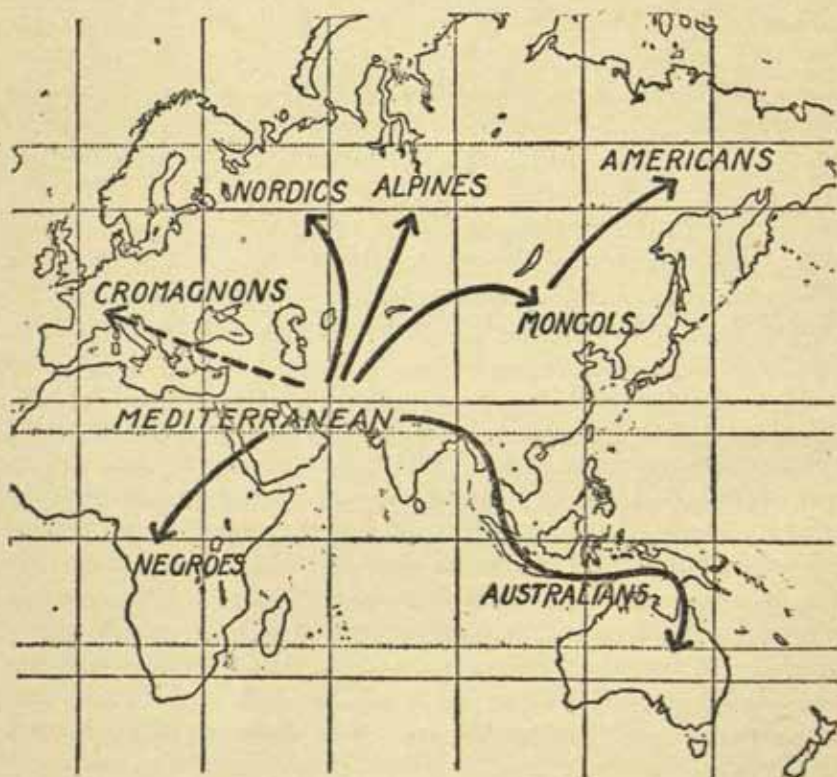 AMERICANS
NORDICS ALPINES
CROMAGNONS
MONGOLS
MEDITERRANEAN
NEGROES
AUSTRALIANS